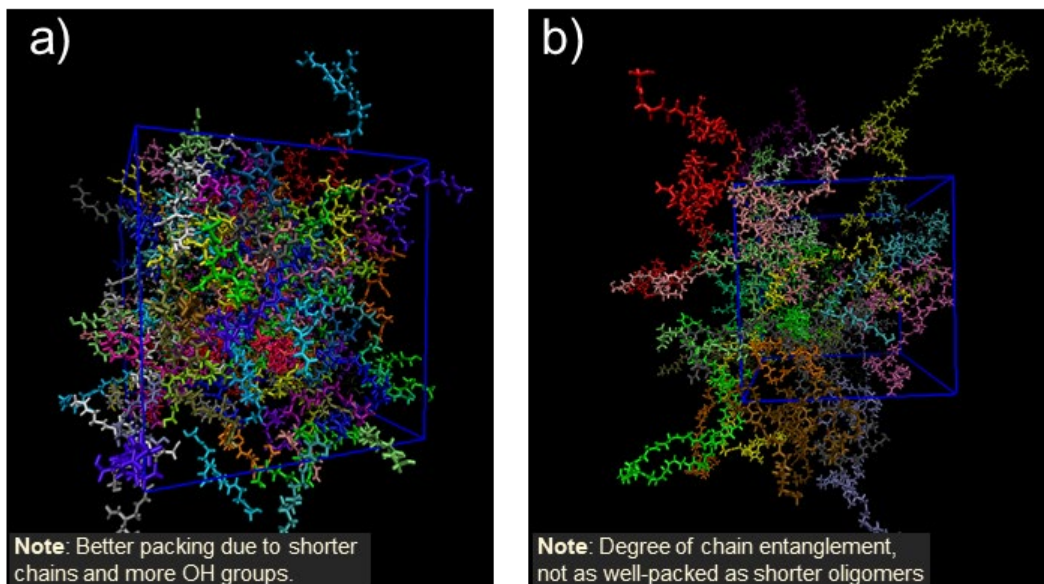 a)
Note: Better packing due to shorter
chains and more OH groups.
b)
Note: Degree of chain entanglement,
not as well-packed as shorter oligomers